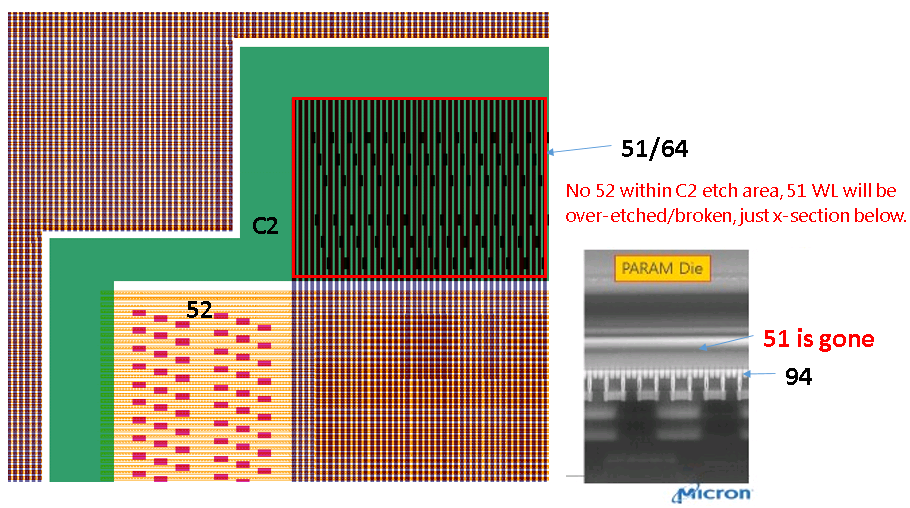 51/64
No 52 within C2 etch area, 51 WL will be
over-etched/broken, just x-section below.
C2
PARAM Die
52
51 is gone
94
Micron